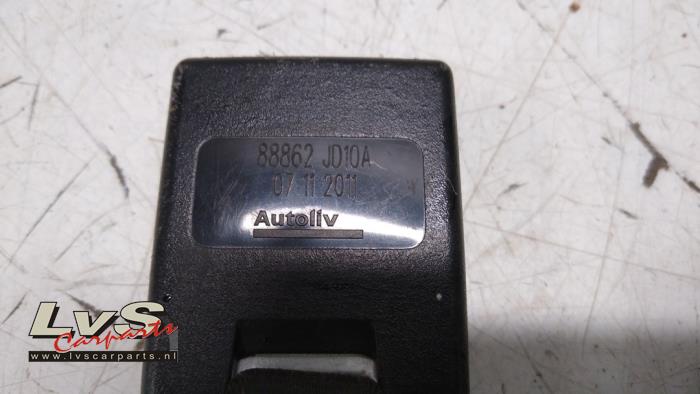 88862 JD10A
07 11 2011
Autoliv
LvS
Carparts
www.lvscarparts.nl